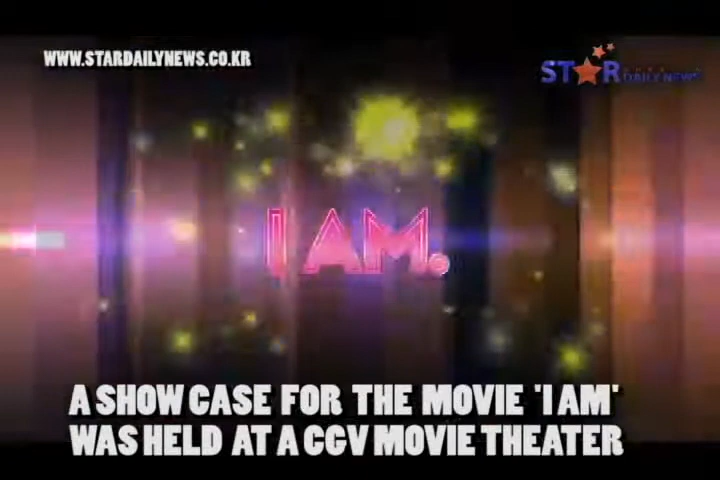 WWW.STARDAILYNEWS.CO.KR
STAR DAILY NEWS
I AM.
A SHOW CASE FOR THE MOVIE 'I AM'
WAS HELD AT A CGV MOVIE THEATER